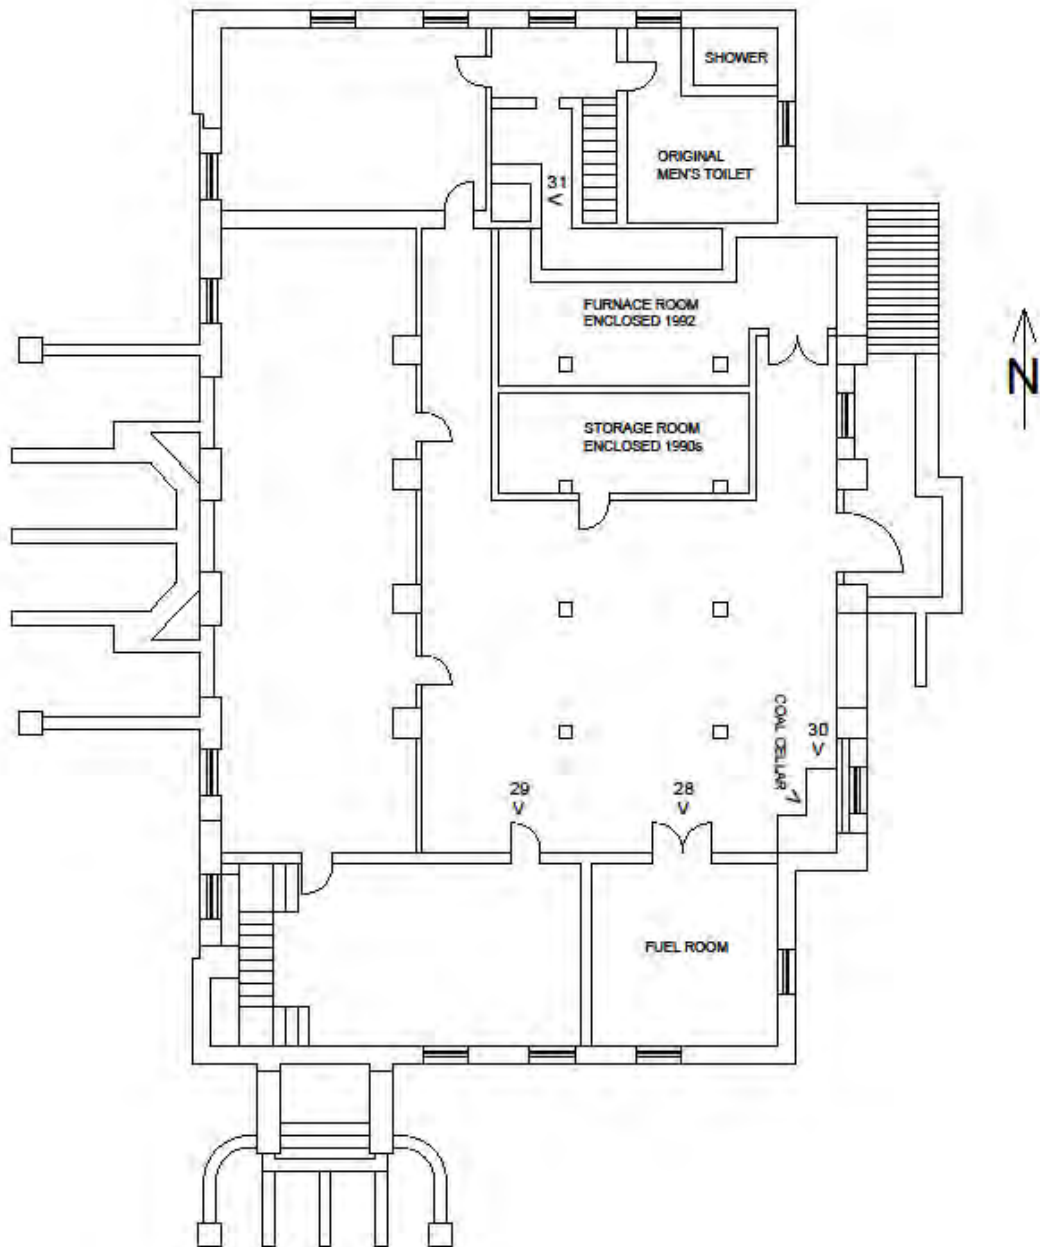 SHOWER
ORIGINAL
MEN'S TOILET
31
V
FURNACE ROOM
ENCLOSED 1992
N
STORAGE ROOM
ENCLOSED 1990s
COAL CELLAR
30
V
29
V
28
V
FUEL ROOM